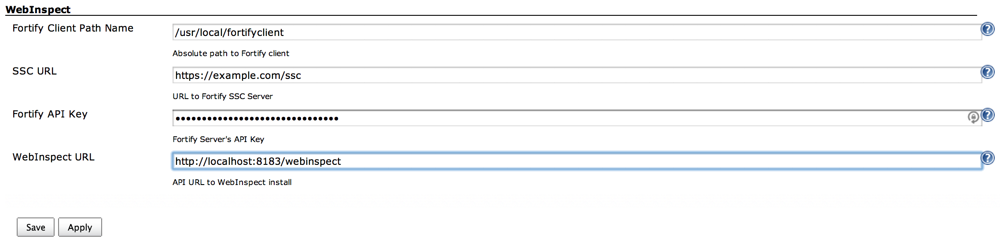 WebInspect
Fortify Client Path Name
/usr/local/fortifyclient
Absolute path to Fortify client
SSC URL
https://example.com/ssc
URL to Fortify SSC Server
Fortify API Key
•••••••••••••••••••••••••••••••
Fortify Server's API Key
WebInspect URL
http://localhost:8183/webinspect
API URL to WebInspect install
Save Apply